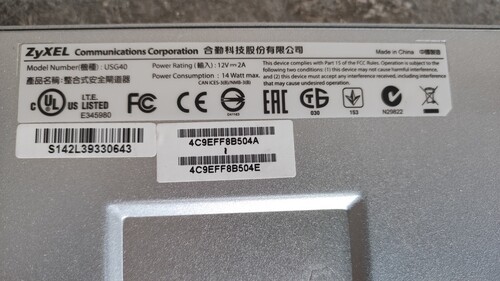 ZyXEL Communications Corporation 合勤科技股份有限公司
Made in China 中國製造
Model Number(機種) : USG40
產品名稱:整合式安全閘道器
Power Rating (輸入) : 12V ⎓ 2A
Power Consumption : 14 Watt max.
CAN ICES-3(B)/NMB-3(B)
This device complies with Part 15 of the FCC Rules. Operation is subject to the
following two conditions: (1) this device may not cause harmful interference,
and (2) this device must accept any interference received, including interference
that may cause undesired operation.
I.T.E.
c UL US LISTED
E345980
FC
CE
EAC
030
153
N29822
S142L39330643
4C9EFF8B504A
~
4C9EFF8B504E